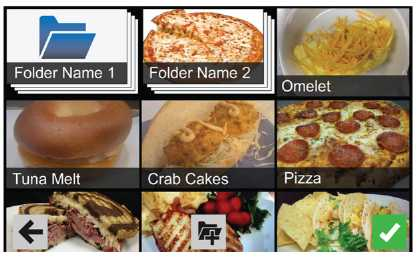 Folder Name 1
Folder Name 2
Omelet
Tuna Melt
Crab Cakes
Pizza